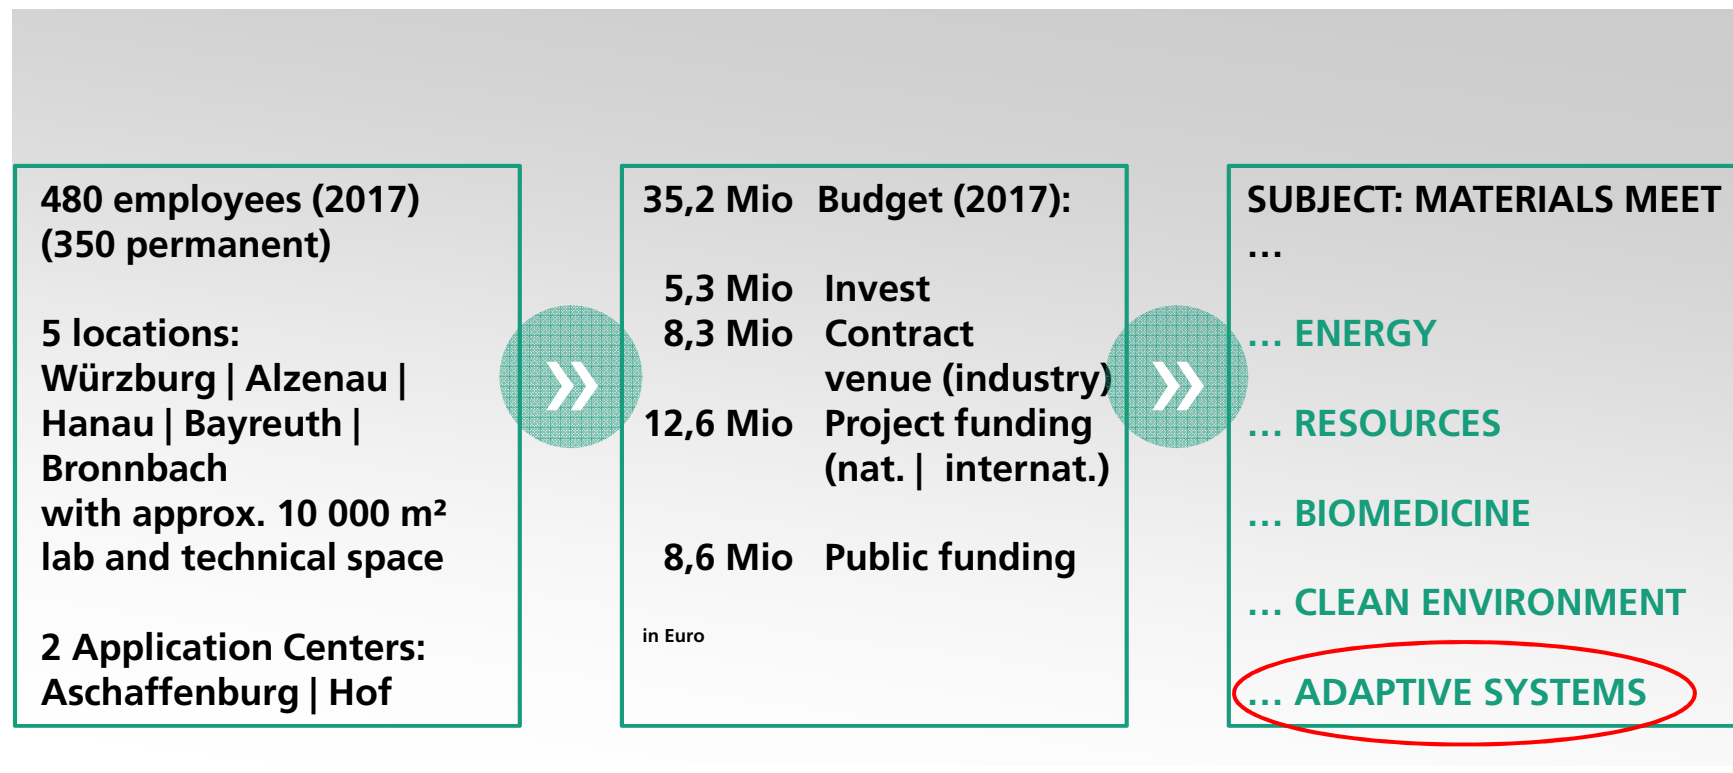 480 employees (2017)
(350 permanent)
5 locations:
Würzburg | Alzenau |
Hanau | Bayreuth |
Bronnbach
with approx. 10 000 m²
lab and technical space
2 Application Centers:
Aschaffenburg | Hof
»
35,2 Mio Budget (2017):
5,3 Mio Invest
8,3 Mio Contract
venue (industry)
12,6 Mio Project funding
(nat. | internat.)
8,6 Mio Public funding
in Euro
»
SUBJECT: MATERIALS MEET
…
… ENERGY
… RESOURCES
… BIOMEDICINE
… CLEAN ENVIRONMENT
… ADAPTIVE SYSTEMS